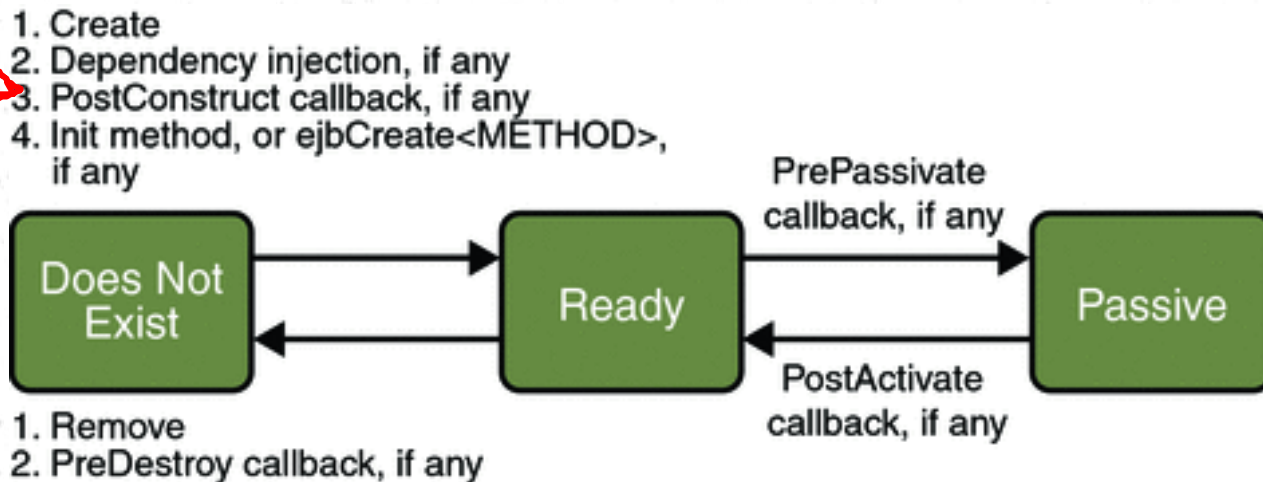 1. Create
2. Dependency injection, if any
3. PostConstruct callback, if any
4. Init method, or ejbCreate<METHOD>,
if any
PrePassivate
callback, if any
Does Not
Exist
Ready
Passive
PostActivate
callback, if any
1. Remove
2. PreDestroy callback, if any